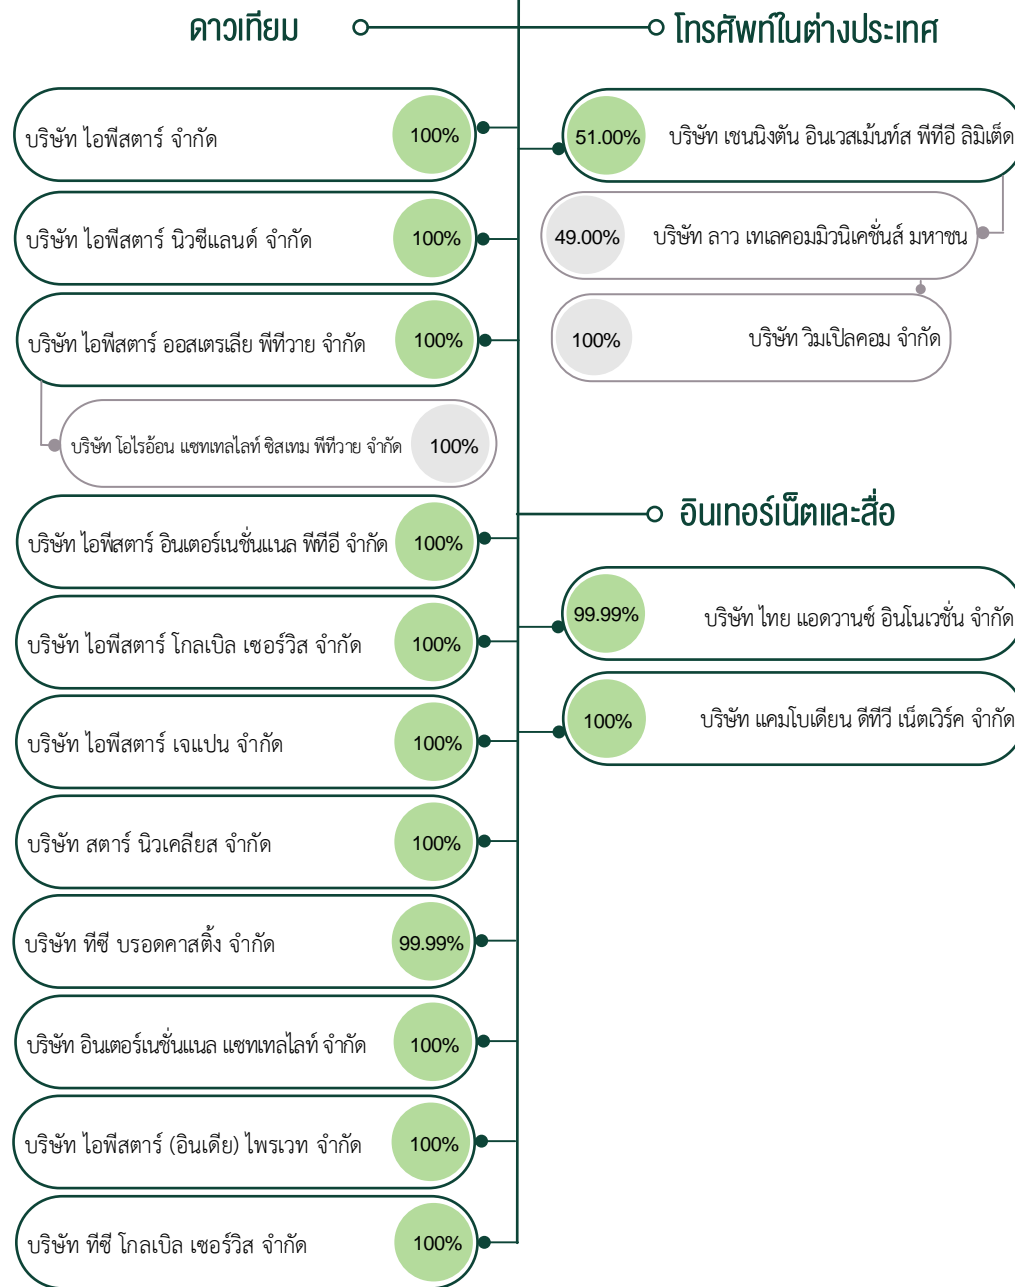 ดาวเทียม
บริษัท ไอพีสตาร์ จำกัด 100%
บริษัท ไอพีสตาร์ นิวซีแลนด์ จำกัด 100%
บริษัท ไอพีสตาร์ ออสเตรเลีย พีทีวาย จำกัด 100%
บริษัท โอไรอ้อน แซทเทลไลท์ ซิสเทม พีทีวาย จำกัด 100%
บริษัท ไอพีสตาร์ อินเตอร์เนชั่นแนล พีทีอี จำกัด 100%
บริษัท ไอพีสตาร์ โกลเบิล เซอร์วิส จำกัด 100%
บริษัท ไอพีสตาร์ เจแปน จำกัด 100%
บริษัท สตาร์ นิวเคลียส จำกัด 100%
บริษัท ทีซี บรอดคาสติ้ง จำกัด 99.99%
บริษัท อินเตอร์เนชั่นแนล แซทเทลไลท์ จำกัด 100%
บริษัท ไอพีสตาร์ (อินเดีย) ไพรเวท จำกัด 100%
บริษัท ทีซี โกลเบิล เซอร์วิส จำกัด 100%
โทรศัพท์ในต่างประเทศ
51.00% บริษัท เชนนิงตัน อินเวสเม้นท์ส พีทีอี ลิมิเต็ด
49.00% บริษัท ลาว เทเลคอมมิวนิเคชั่นส์ มหาชน
100% บริษัท วิมเปิลคอม จำกัด
อินเทอร์เน็ตและสื่อ
99.99% บริษัท ไทย แอดวานซ์ อินโนเวชั่น จำกัด
100% บริษัท แคมโบเดียน ดีทีวี เน็ตเวิร์ค จำกัด